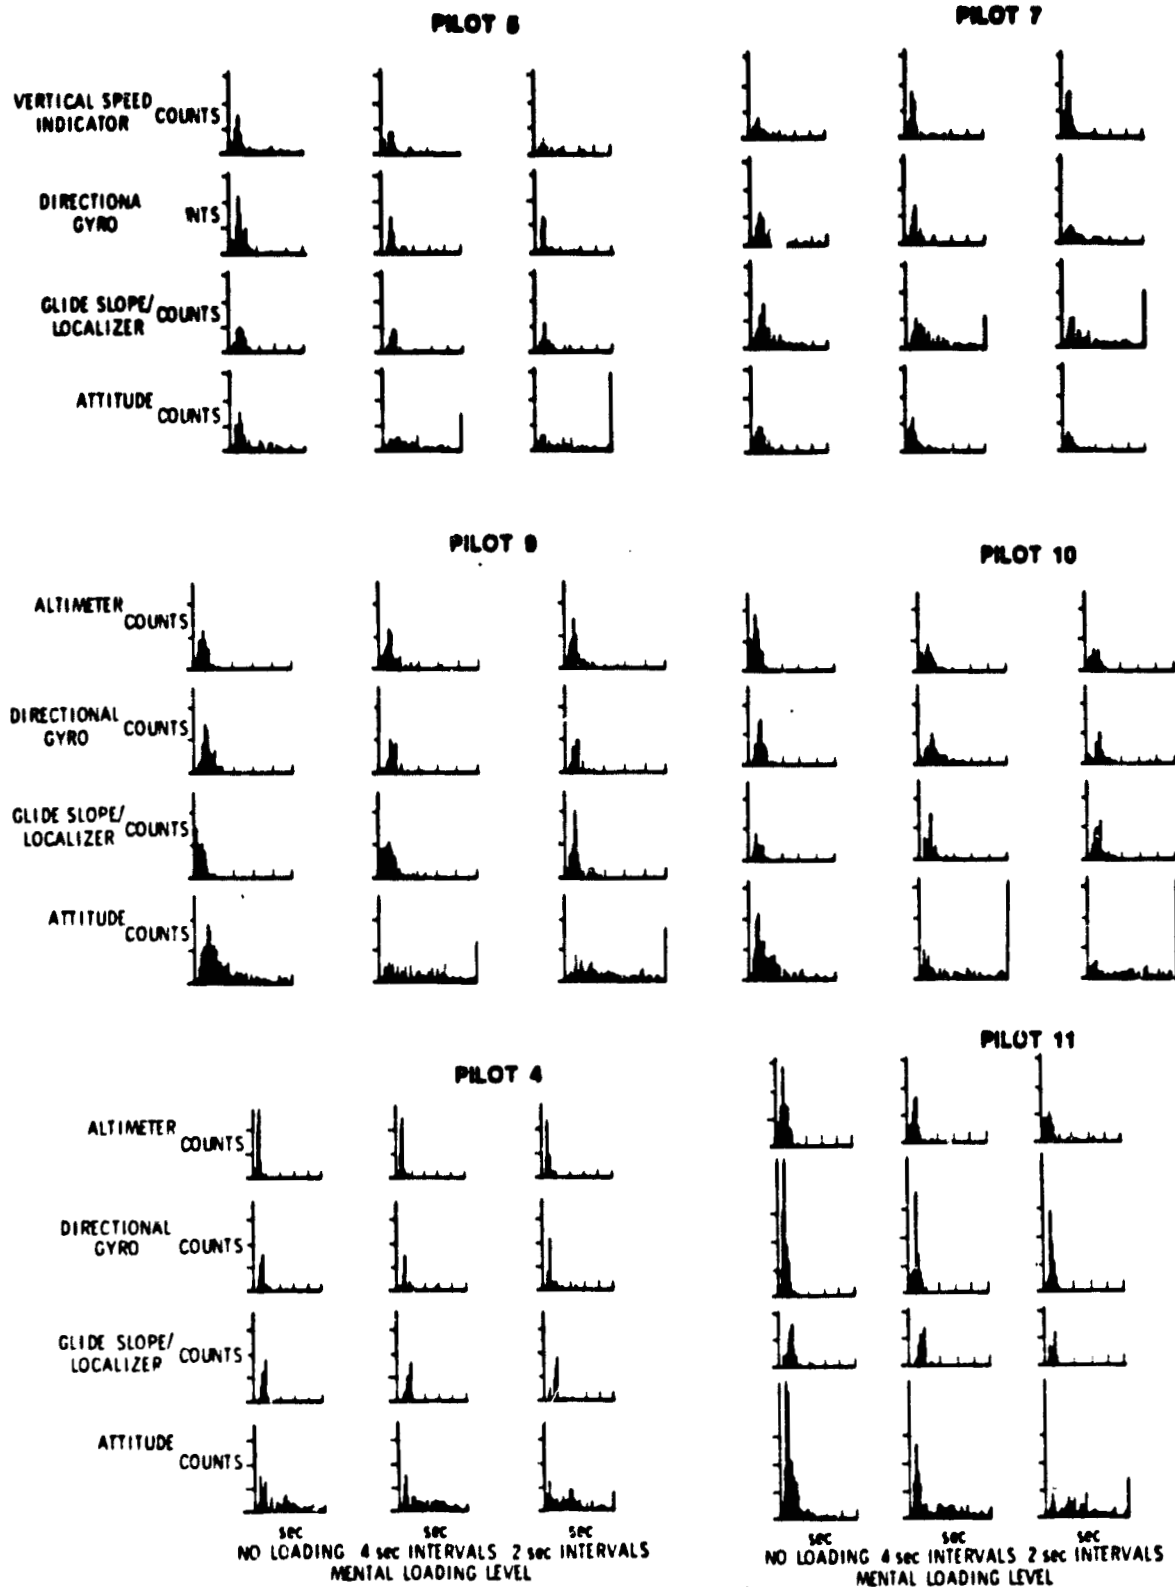 PILOT 7
VERTICAL SPEED
INDICATOR
COUNTS
DIRECTIONA
GYRO
NTS
GLIDE SLOPE/
LOCALIZER
COUNTS
ATTITUDE
COUNTS
PILOT 9
PILOT 10
ALTIMETER
COUNTS
DIRECTIONAL
GYRO
COUNTS
GLIDE SLOPE/
LOCALIZER
COUNTS
ATTITUDE
COUNTS
PILOT 4
PILOT 11
ALTIMETER
COUNTS
DIRECTIONAL
GYRO
COUNTS
GLIDE SLOPE/
LOCALIZER
COUNTS
ATTITUDE
COUNTS
sec sec sec
NO LOADING 4 sec INTERVALS 2 sec INTERVALS
MENTAL LOADING LEVEL
sec sec sec
NO LOADING 4 sec INTERVALS 2 sec INTERVALS
MENTAL LOADING LEVEL